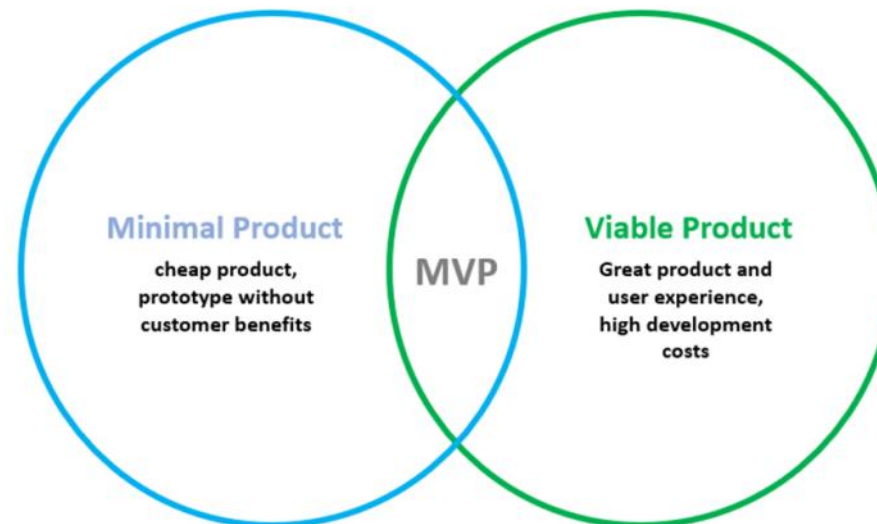 Minimal Product
cheap product,
prototype without
customer benefits
MVP
Viable Product
Great product and
user experience,
high development
costs